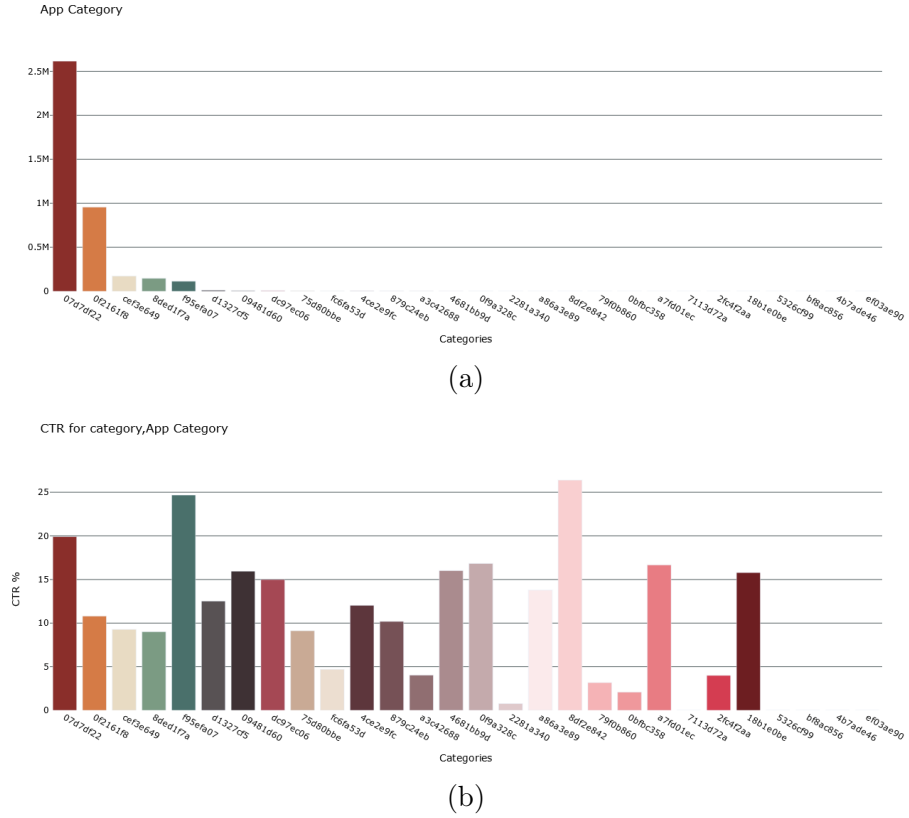 App Category
2.5M
2M
1.5M
1M
0.5M
0
07d7df22 0f2161f8 cef3e649 8ded1f7a f95efa07 d1327cf5 09481d60 dc97ec06 75d80bbe fc6fa53d 4ce2e9fc 879c24eb a3c42688 4681bb9d 0f9a328c 2281a340 a86a3e89 8df2e842 79f0b860 0bfbc358 a7fd01ec 7113d72a 2fc4f2aa 18b1e0be 5326cf99 bf8ac856 4b7ade46 ef03ae90
Categories
(a)
CTR for category,App Category
25
20
15
10
5
0
CTR %
07d7df22 0f2161f8 cef3e649 8ded1f7a f95efa07 d1327cf5 09481d60 dc97ec06 75d80bbe fc6fa53d 4ce2e9fc 879c24eb a3c42688 4681bb9d 0f9a328c 2281a340 a86a3e89 8df2e842 79f0b860 0bfbc358 a7fd01ec 7113d72a 2fc4f2aa 18b1e0be 5326cf99 bf8ac856 4b7ade46 ef03ae90
Categories
(b)